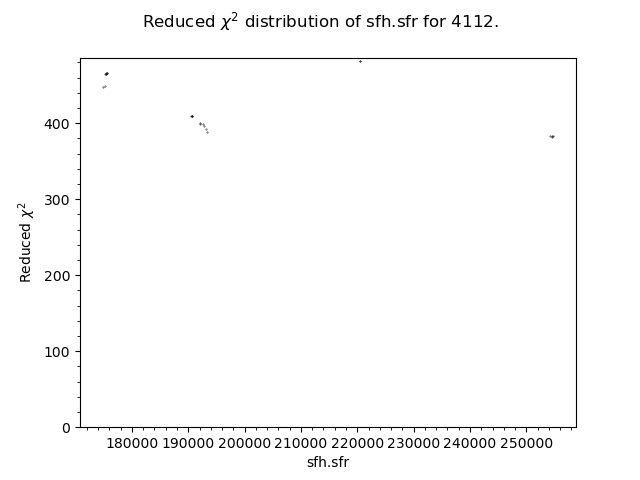 Reduced χ² distribution of sfh.sfr for 4112.
Reduced χ²
400
300
200
100
0
180000 190000 200000 210000 220000 230000 240000 250000
sfh.sfr